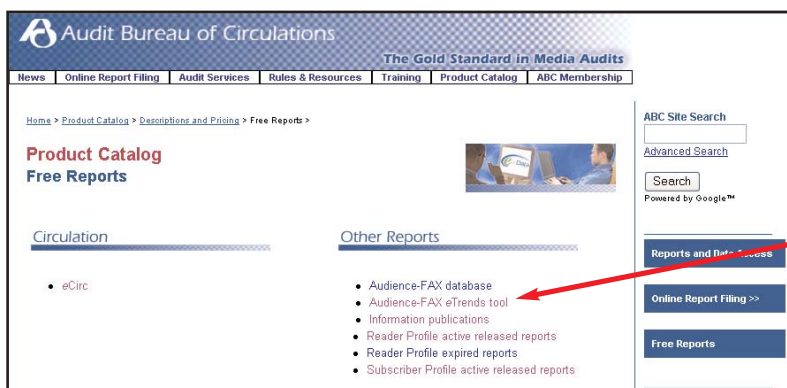 Audit Bureau of Circulations
The Gold Standard in Media Audits
News Online Report Filing Audit Services Rules & Resources Training Product Catalog ABC Membership
Home > Product Catalog > Descriptions and Pricing > Free Reports >
Product Catalog
Free Reports
eData
Circulation
• eCirc
Other Reports
• Audience-FAX database
• Audience-FAX eTrends tool
• Information publications
• Reader Profile active released reports
• Reader Profile expired reports
• Subscriber Profile active released reports
ABC Site Search
Advanced Search
Search
Powered by Google™
Reports and Data Access
Online Report Filing >>
Free Reports